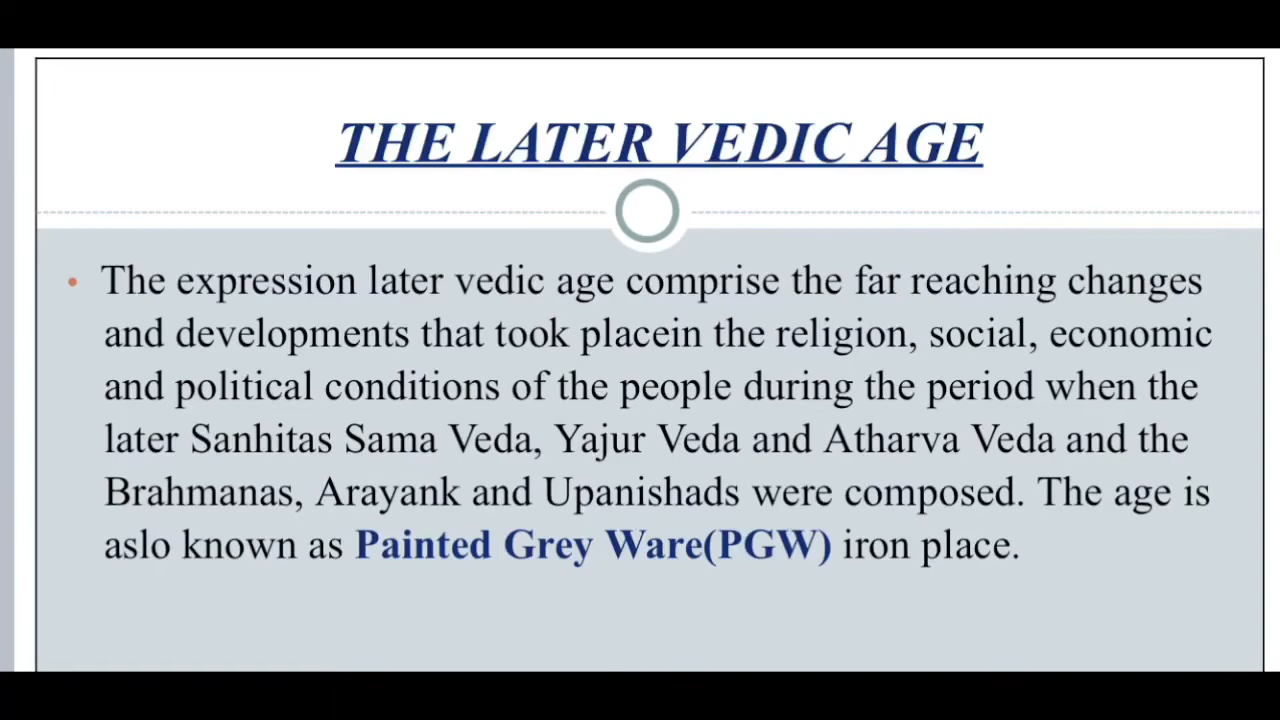 THE LATER VEDIC AGE
• The expression later vedic age comprise the far reaching changes
and developments that took placein the religion, social, economic
and political conditions of the people during the period when the
later Sanhitas Sama Veda, Yajur Veda and Atharva Veda and the
Brahmanas, Arayank and Upanishads were composed. The age is
aslo known as Painted Grey Ware(PGW) iron place.